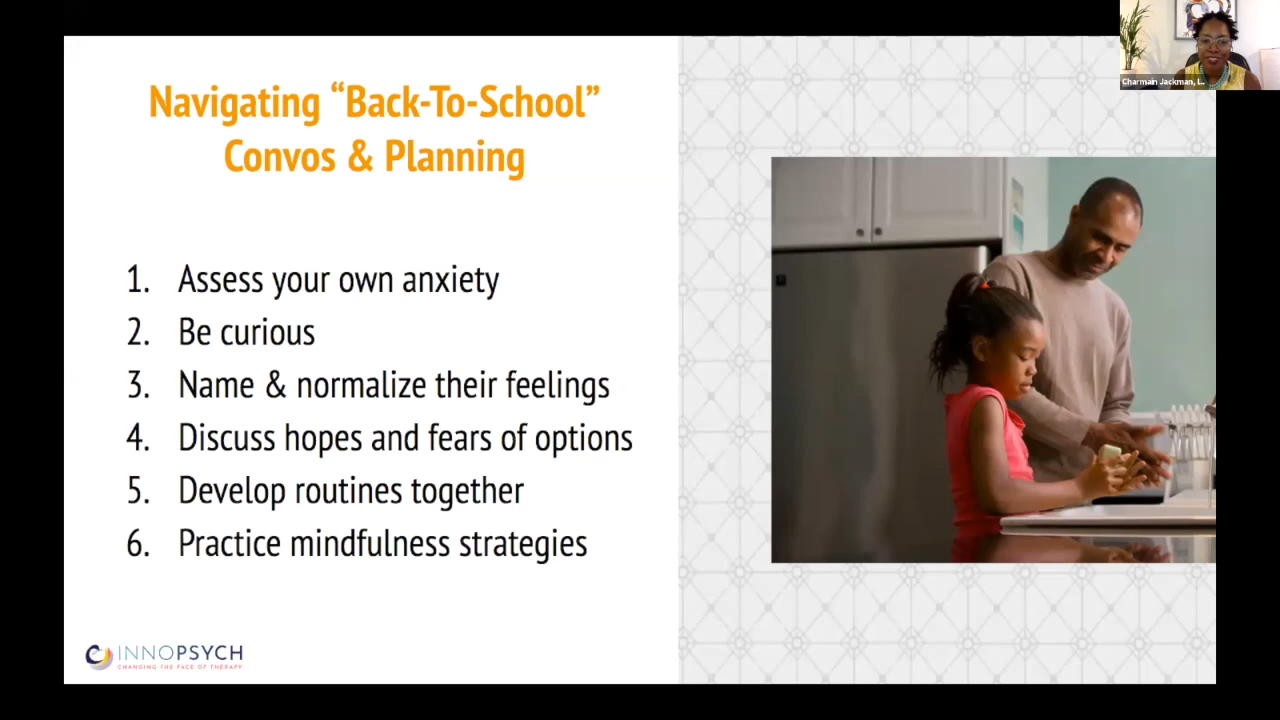 Charmain Jackman, L...
Navigating “Back-To-School”
Convos & Planning
1. Assess your own anxiety
2. Be curious
3. Name & normalize their feelings
4. Discuss hopes and fears of options
5. Develop routines together
6. Practice mindfulness strategies
INNOPSYCH
CHANGING THE FACE OF THERAPY